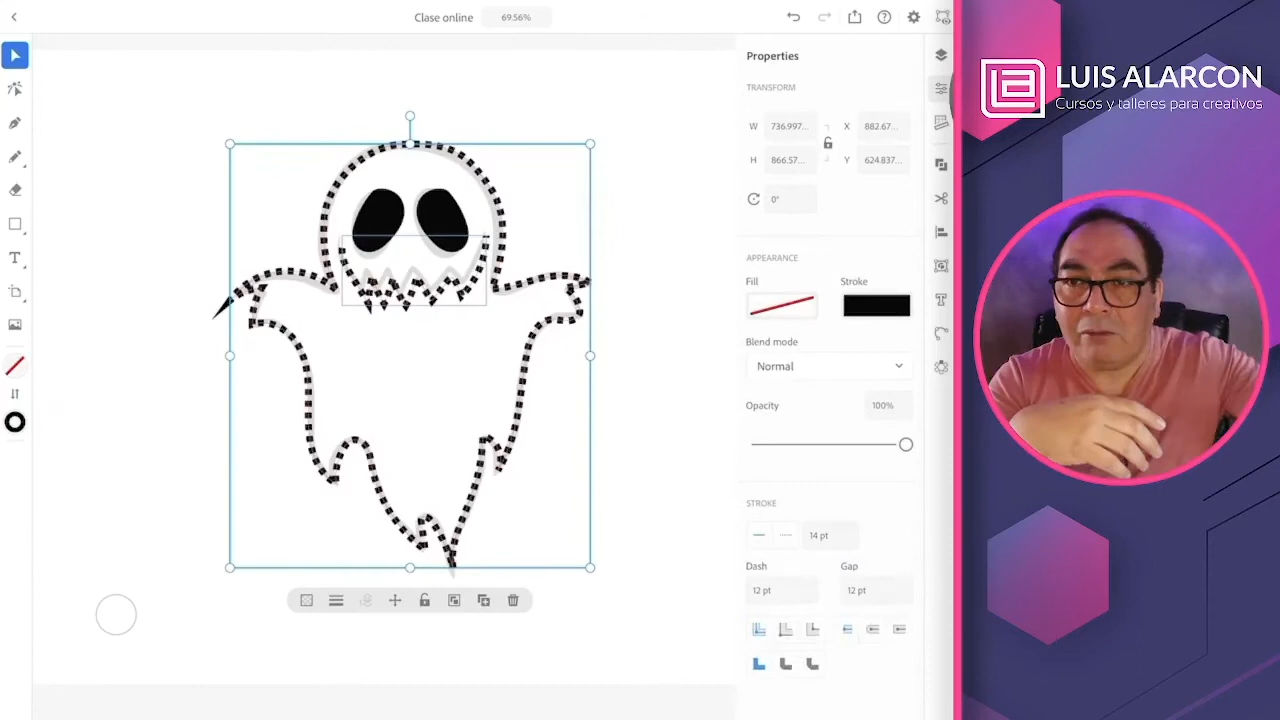 Clase online
69.56%
Properties
TRANSFORM
W 736.997... X 882.67...
H 866.57... Y 624.837...
0°
APPEARANCE
Fill Stroke
Blend mode
Normal
Opacity 100%
STROKE
14 pt
Dash Gap
12 pt 12 pt
LUIS ALARCON
Cursos y talleres para creativos